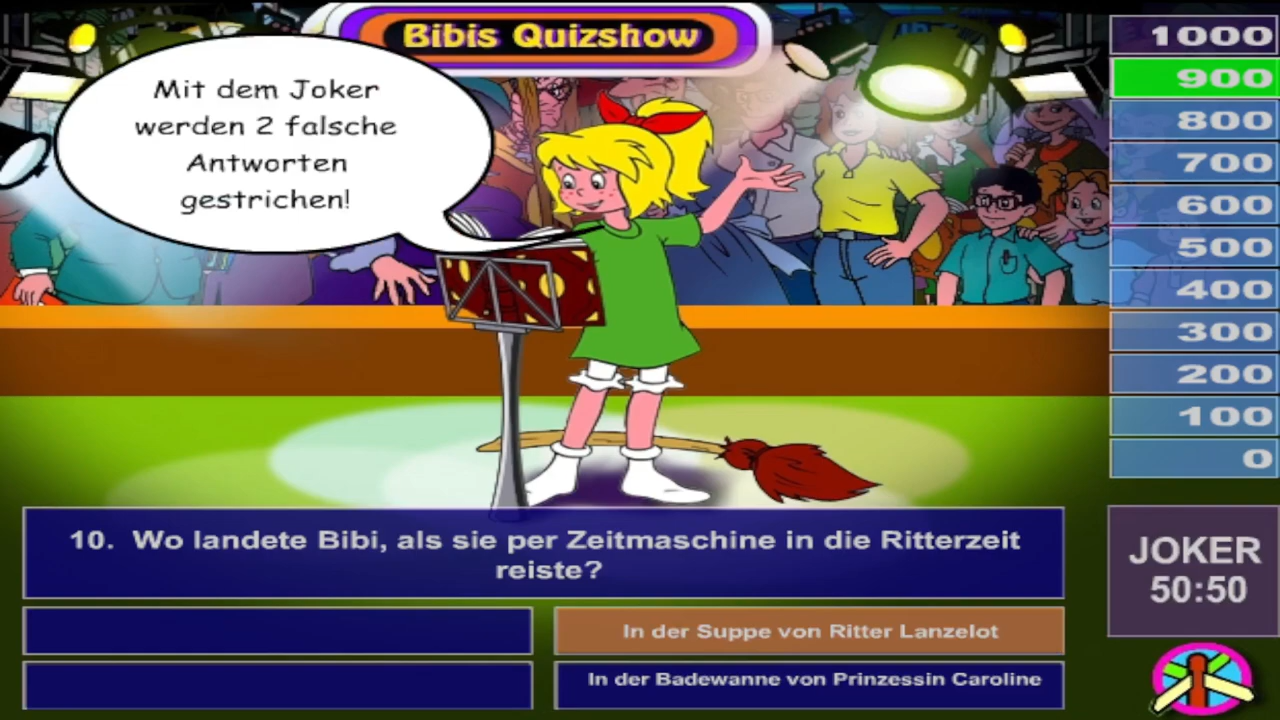 Bibis Quizshow
Mit dem Joker
werden 2 falsche
Antworten
gestrichen!
1000
900
800
700
600
500
400
300
200
100
0
10. Wo landete Bibi, als sie per Zeitmaschine in die Ritterzeit
reiste?
In der Suppe von Ritter Lanzelot
In der Badewanne von Prinzessin Caroline
JOKER
50:50